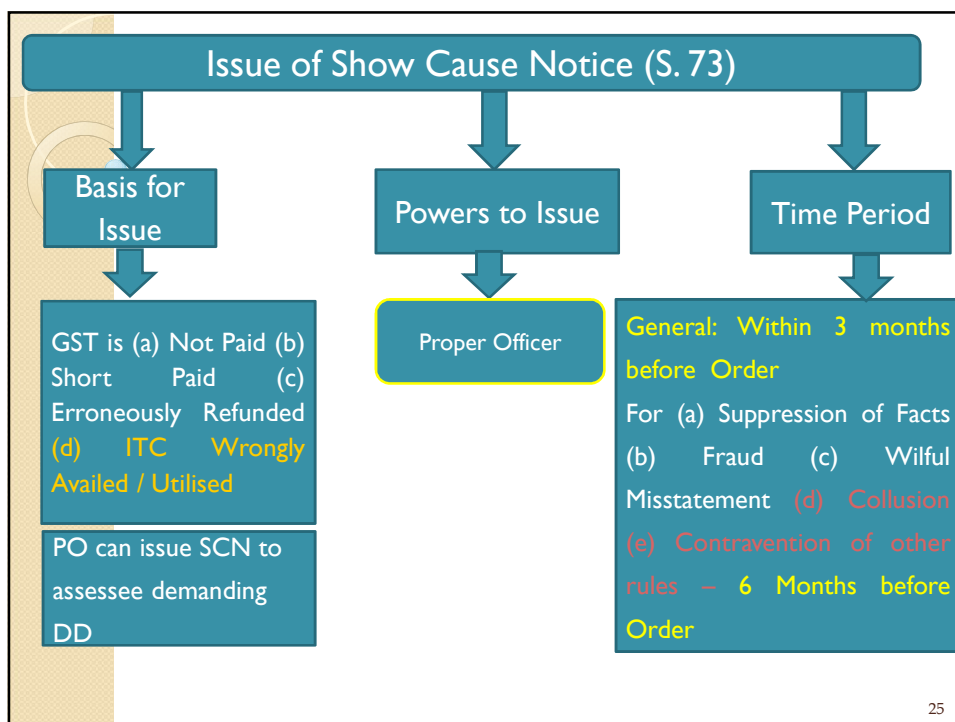 Issue of Show Cause Notice (S. 73)
Basis for
Issue
GST is (a) Not Paid (b)
Short Paid (c)
Erroneously Refunded
(d) ITC Wrongly
Availed / Utilised
PO can issue SCN to
assessee demanding
DD
Powers to Issue
Proper Officer
Time Period
General: Within 3 months
before Order
For (a) Suppression of Facts
(b) Fraud (c) Wilful
Misstatement (d) Collusion
(e) Contravention of other
rules – 6 Months before
Order
25